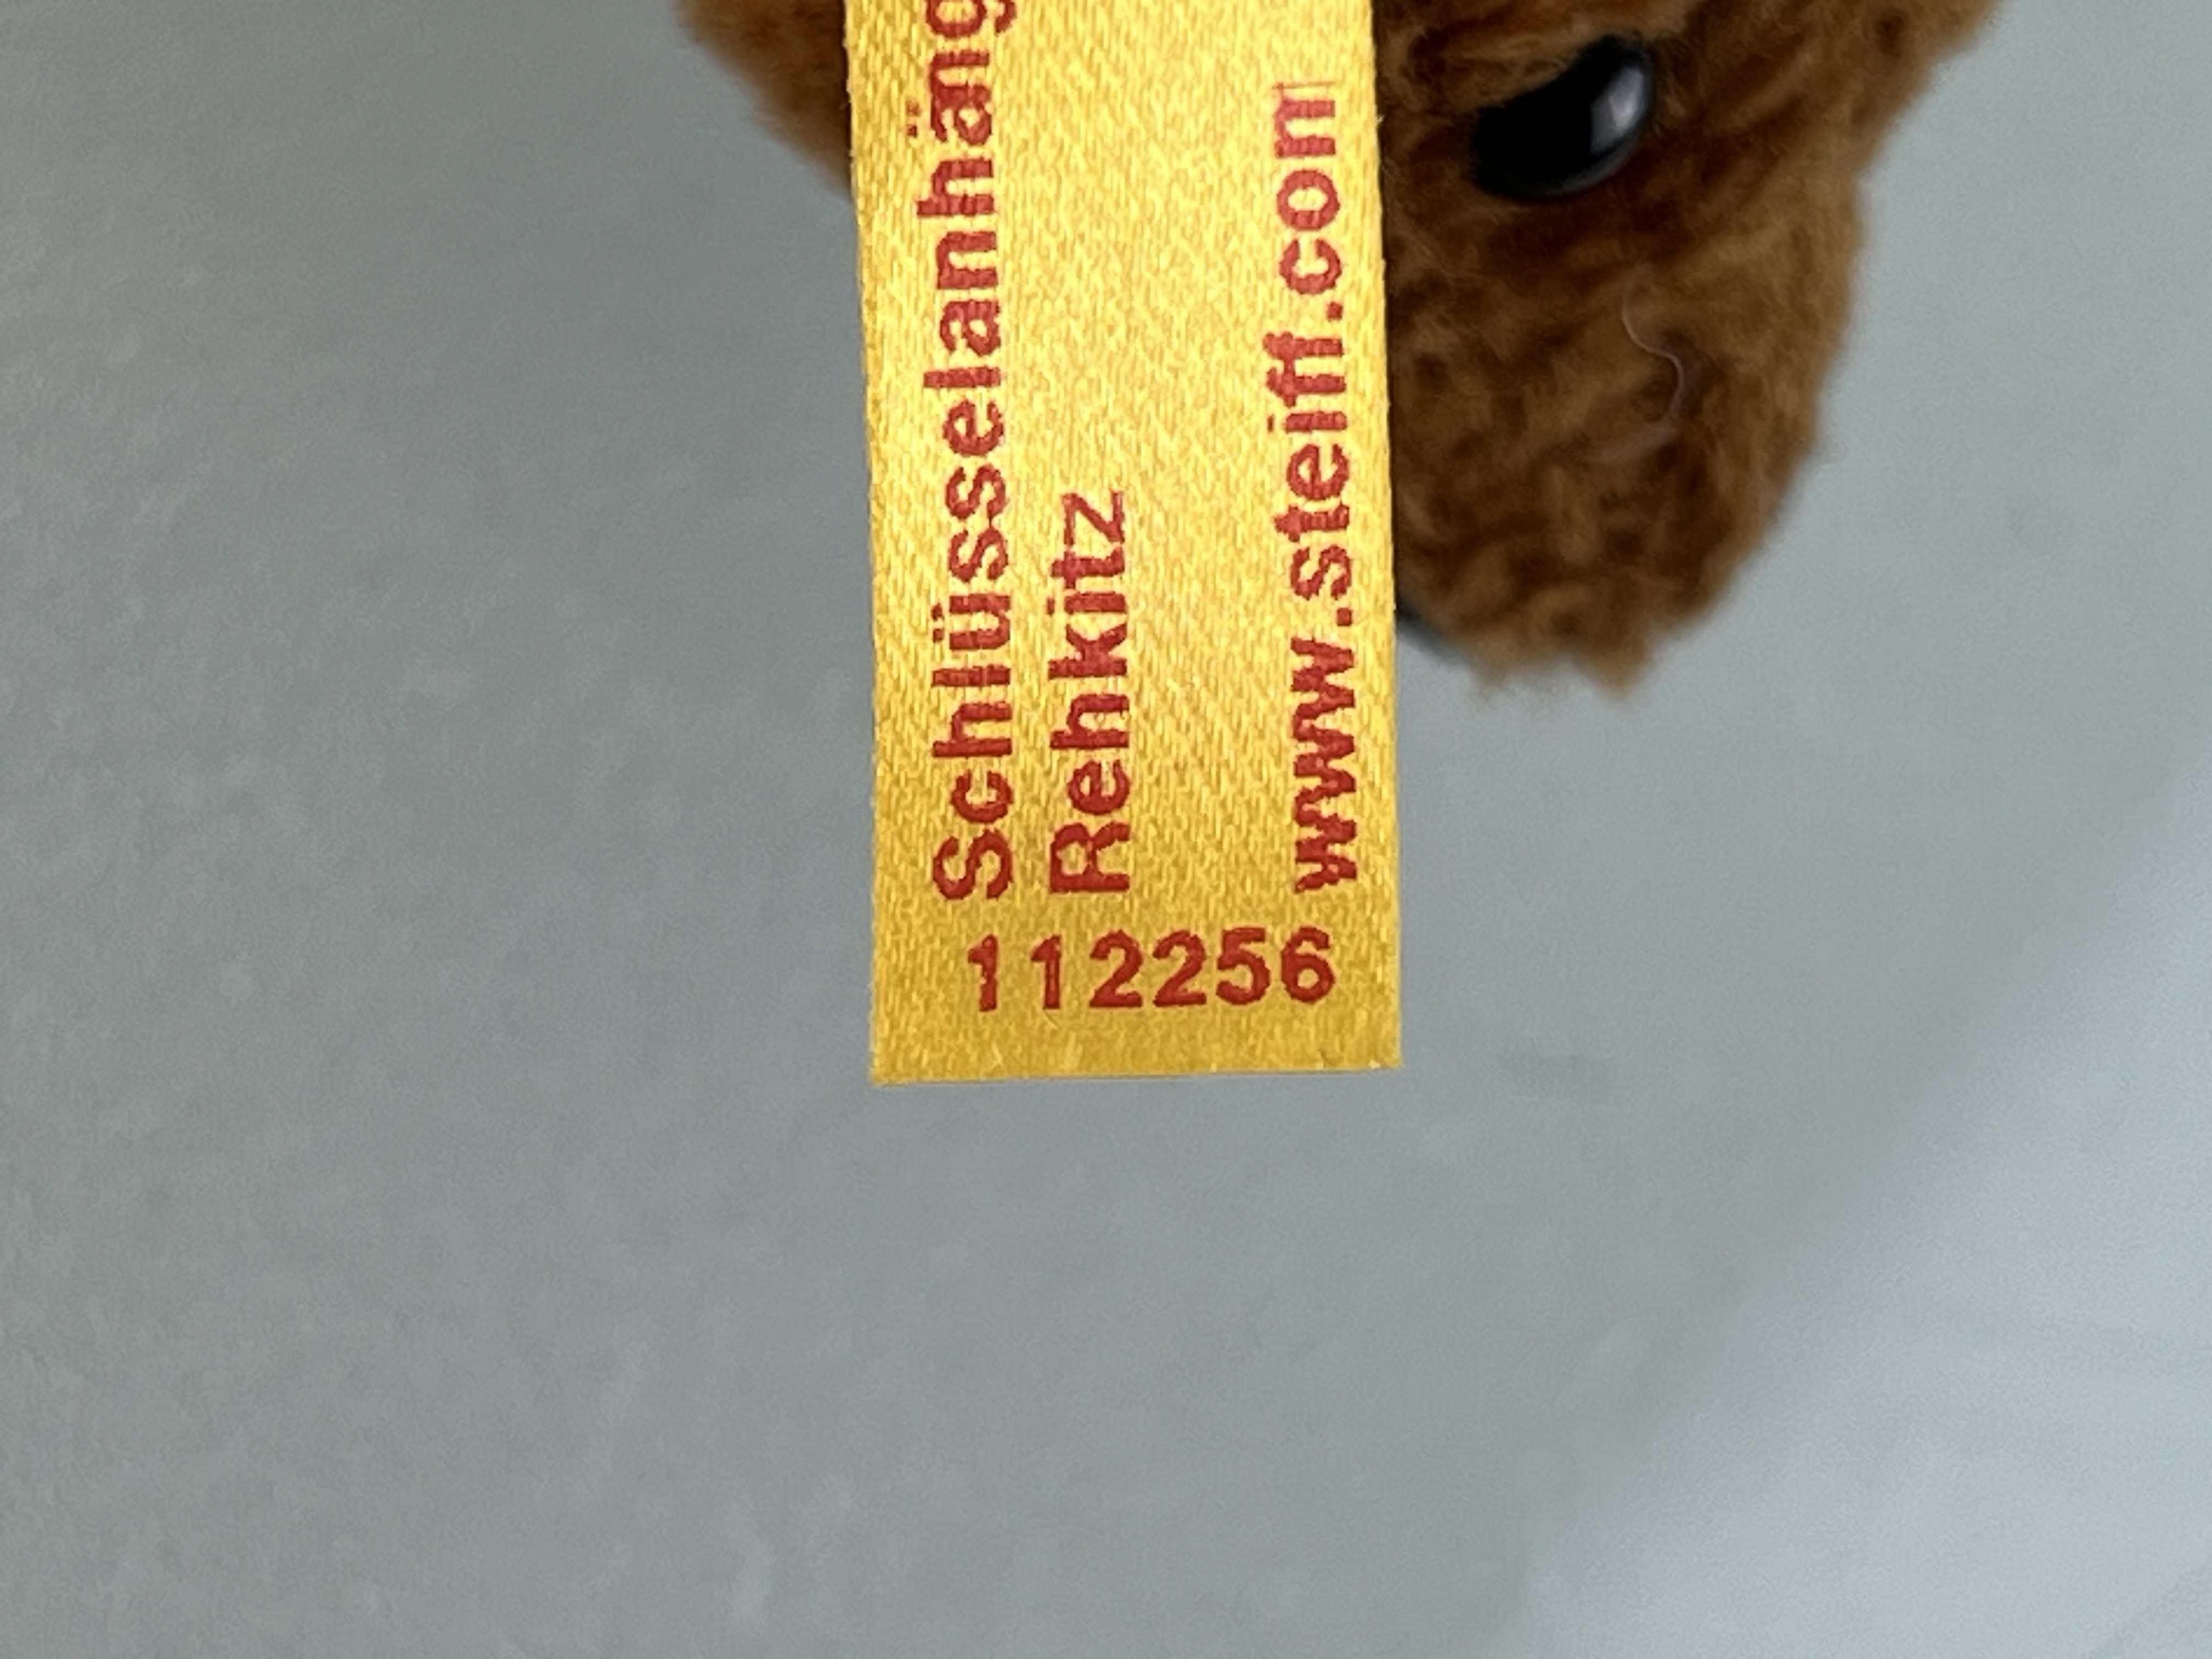 Schlüsselanhäng
Rehkitz
www.steiff.com
112256